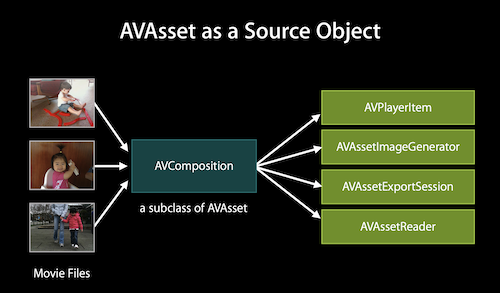 AVAsset as a Source Object
AVPlayerItem
AVAssetImageGenerator
AVComposition
AVAssetExportSession
a subclass of AVAsset
AVAssetReader
Movie Files